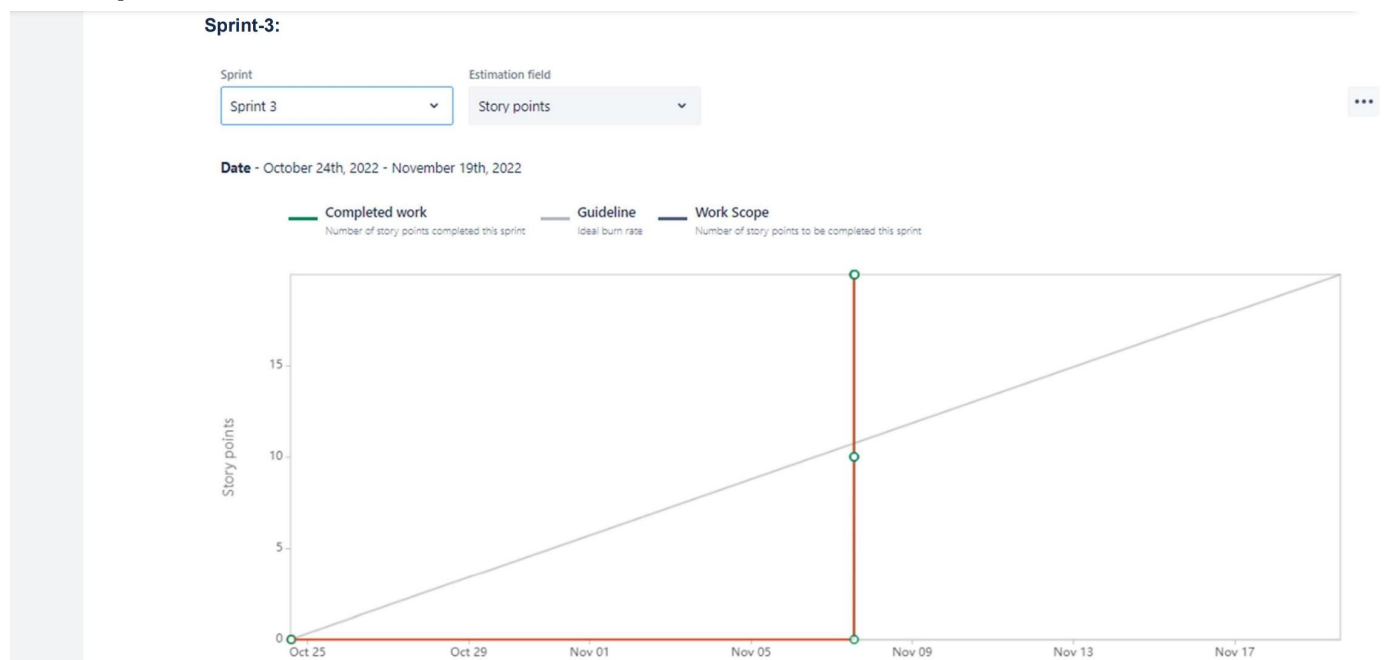 Sprint-3:
Sprint Estimation field
Sprint 3 Story points
Date - October 24th, 2022 - November 19th, 2022
Completed work Guideline Work Scope
Number of story points completed this sprint Ideal burn rate Number of story points to be completed this sprint
15
10
5
0
Story points
Oct 25 Oct 29 Nov 01 Nov 05 Nov 09 Nov 13 Nov 17